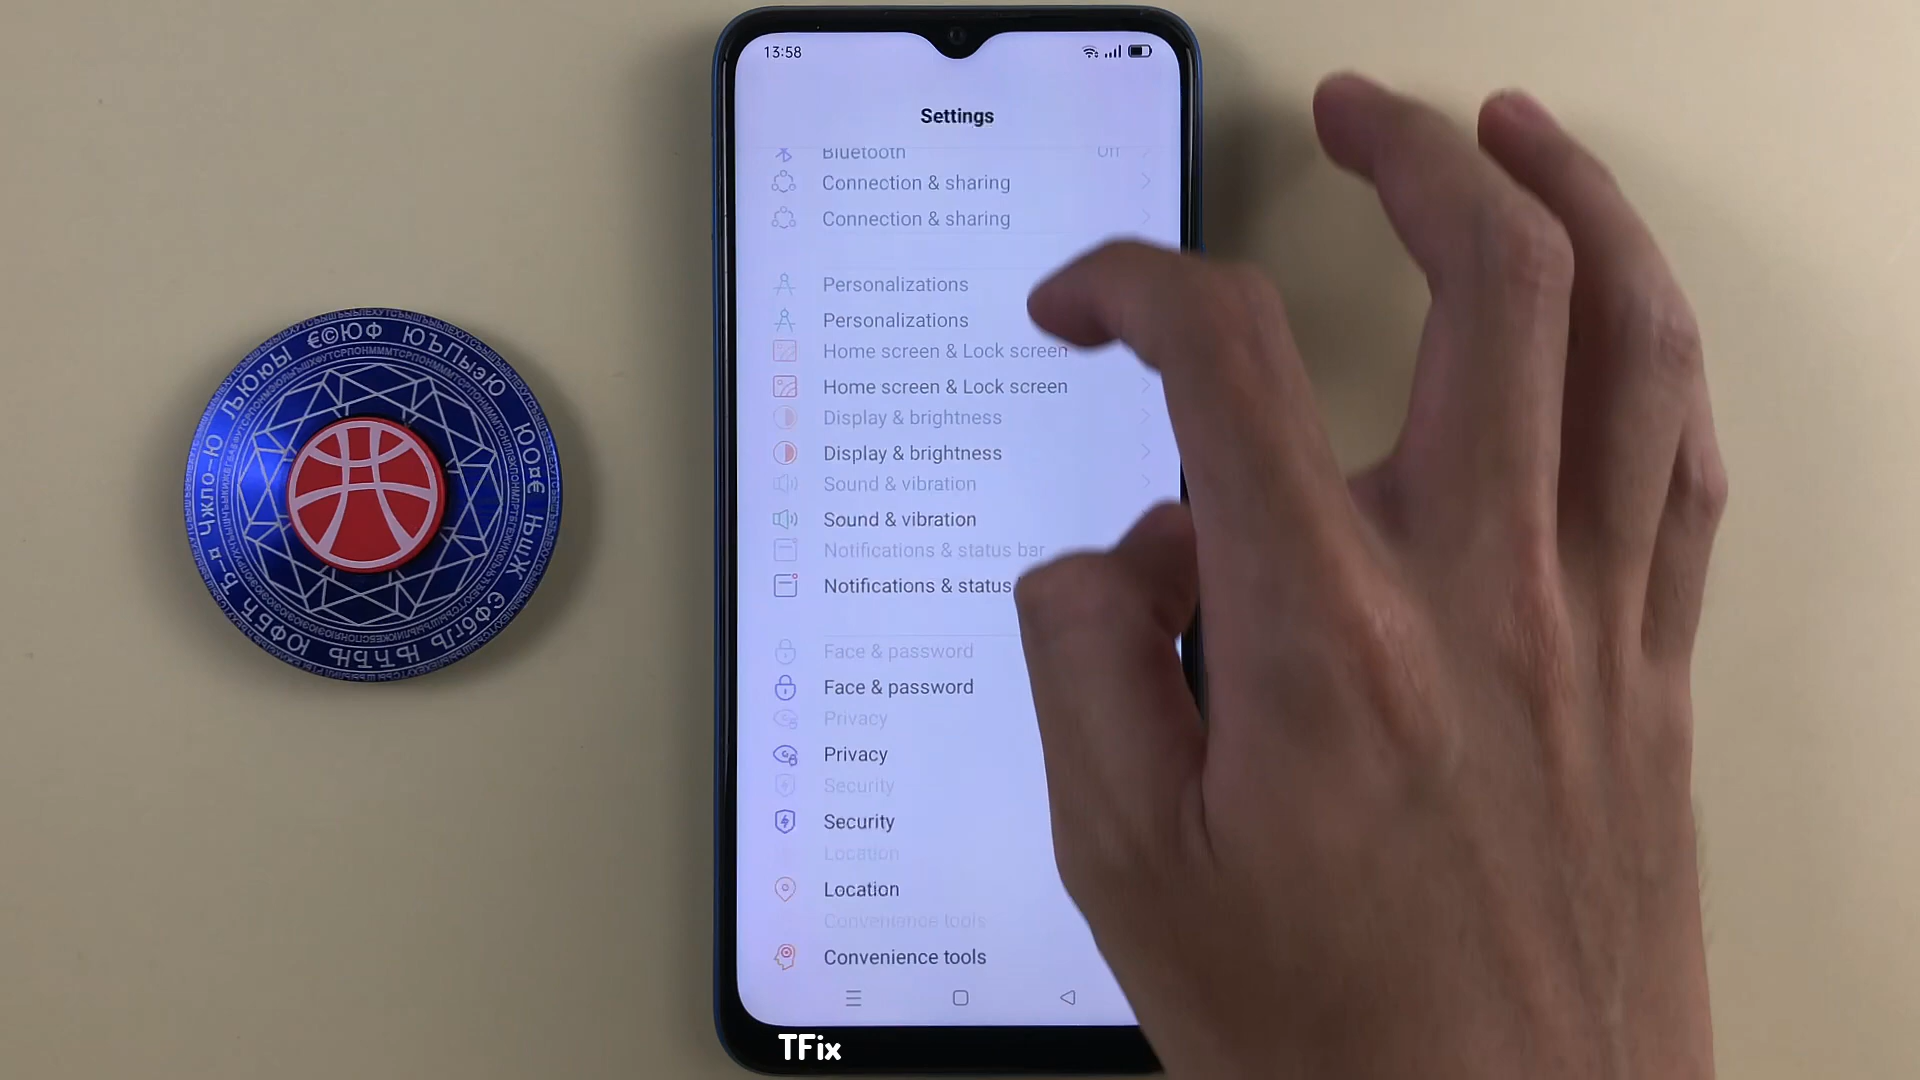 13:58
Settings
Bluetooth Off
Connection & sharing
Connection & sharing
Personalizations
Personalizations
Home screen & Lock screen
Home screen & Lock screen
Display & brightness
Display & brightness
Sound & vibration
Sound & vibration
Notifications & status bar
Notifications & status
Face & password
Face & password
Privacy
Privacy
Security
Security
Location
Location
Convenience tools
Convenience tools
TFix